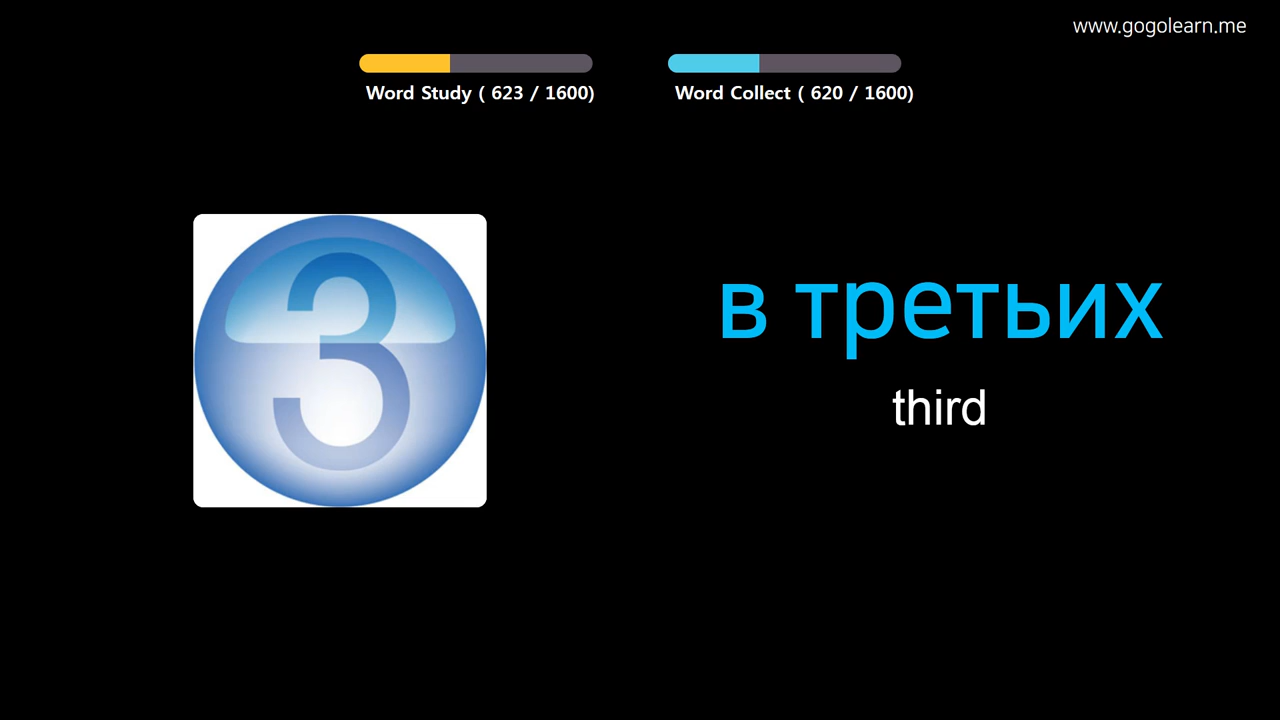 www.gogolearn.me
Word Study ( 623 / 1600)
Word Collect ( 620 / 1600)
3
в третьих
third